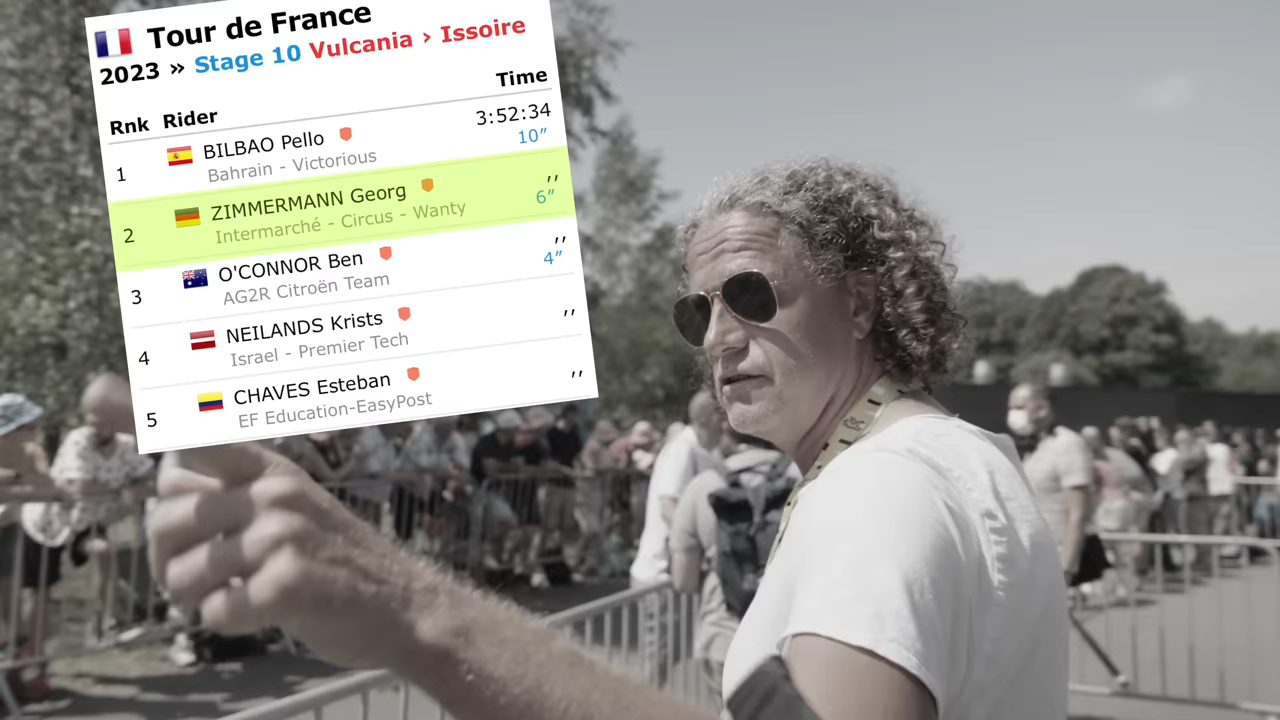 Tour de France
2023 » Stage 10 Vulcania › Issoire
Rnk Rider Time
1 BILBAO Pello 3:52:34
Bahrain - Victorious 10″
2 ZIMMERMANN Georg ,,
Intermarché - Circus - Wanty 6″
3 O'CONNOR Ben ,,
AG2R Citroën Team 4″
4 NEILANDS Krists ,,
Israel - Premier Tech
5 CHAVES Esteban ,,
EF Education-EasyPost